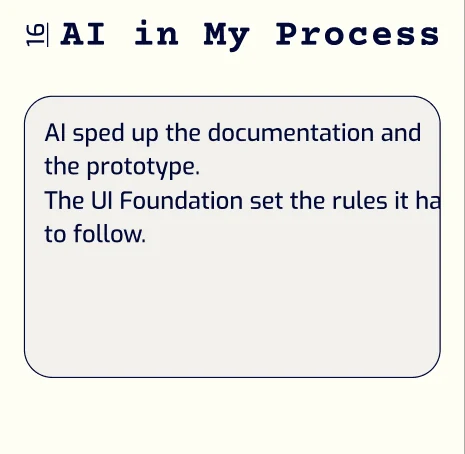 16 AI in My Process
AI sped up the documentation and
the prototype.
The UI Foundation set the rules it ha
to follow.